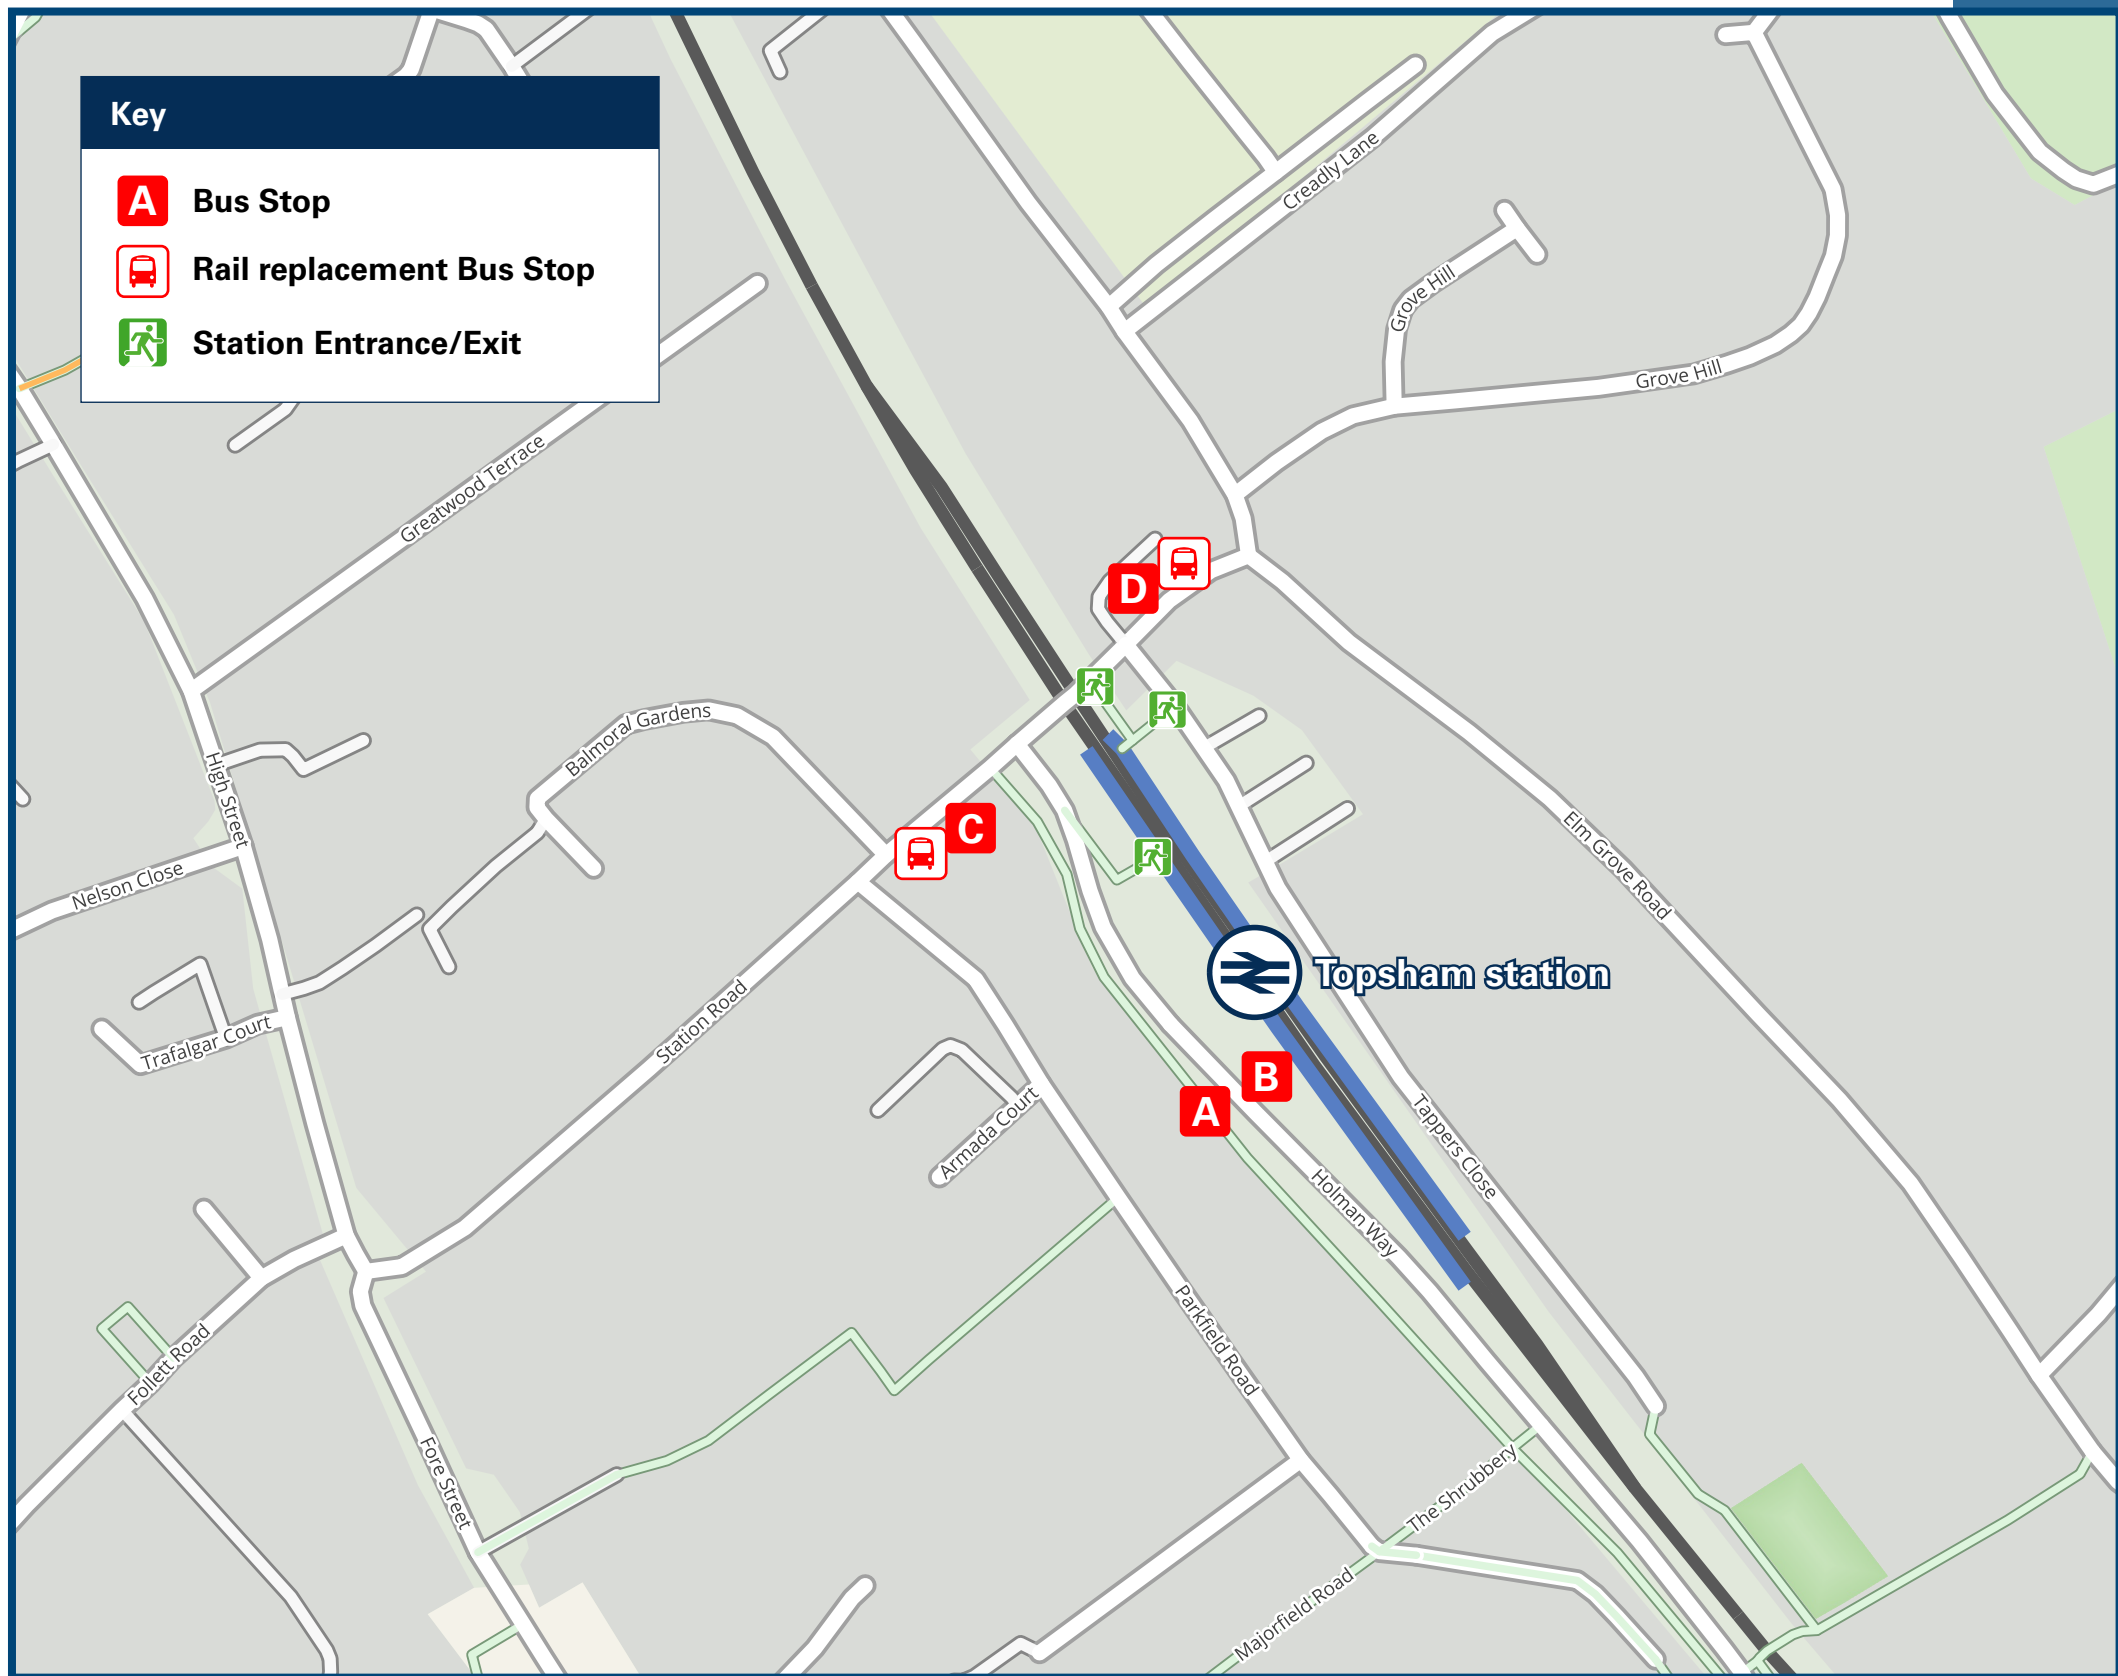 Key
A Bus Stop
Rail replacement Bus Stop
Station Entrance/Exit
Creadly Lane
Grove Hill
Grove Hill
Greatwood Terrace
D
Balmoral Gardens
High Street
C
Elm Grove Road
Nelson Close
Topsham station
Station Road
Trafalgar Court
B
A
Armada Court
Tappers Close
Holman Way
Parkfield Road
Follett Road
Fore Street
The Shrubbery
Majorfield Road